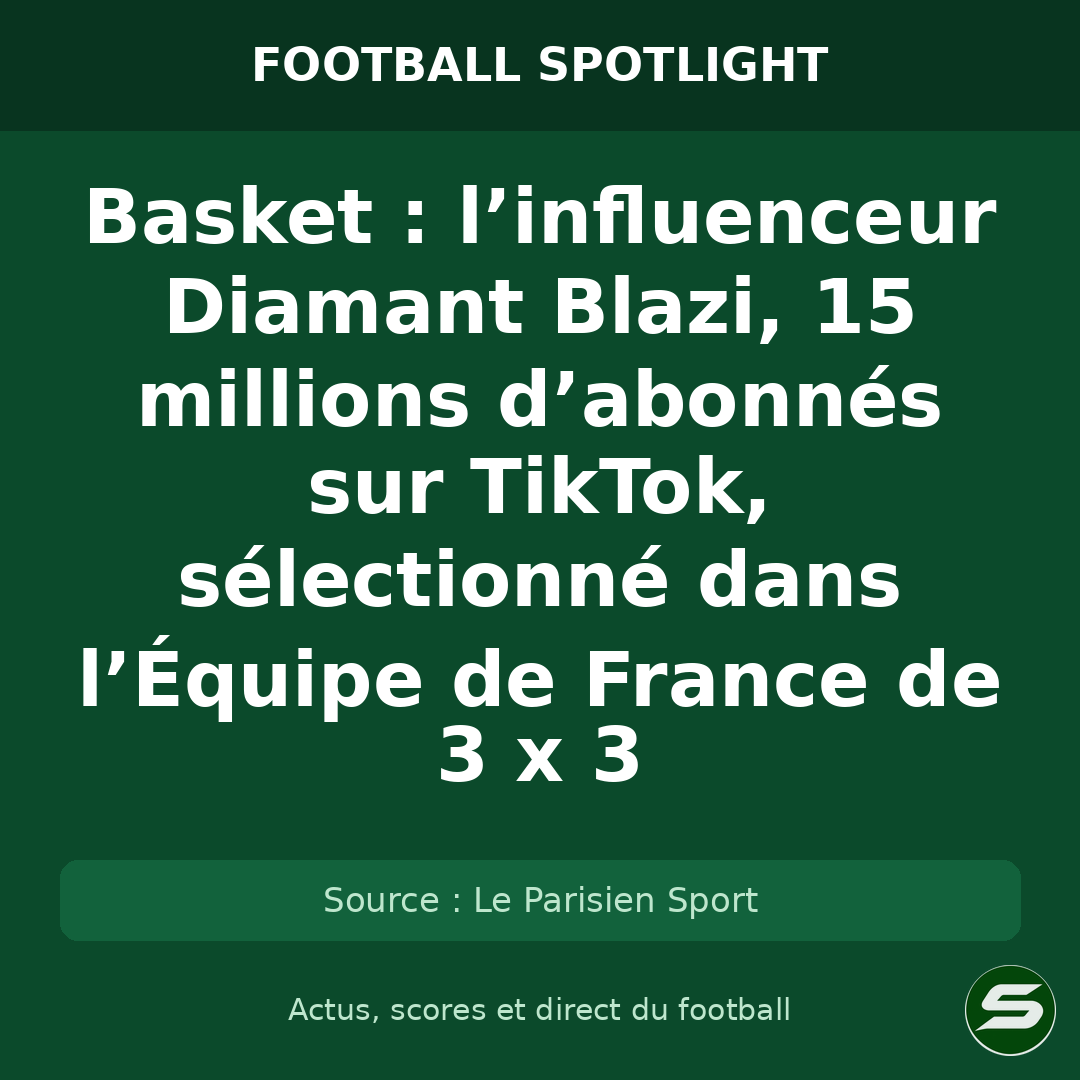 FOOTBALL SPOTLIGHT
Basket : l’influenceur
Diamant Blazi, 15
millions d’abonnés
sur TikTok,
sélectionné dans
l’Équipe de France de
3 x 3
Source : Le Parisien Sport
Actus, scores et direct du football
S